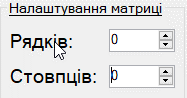 Налаштування матриці
Рядків: 0
Стовпців: 0